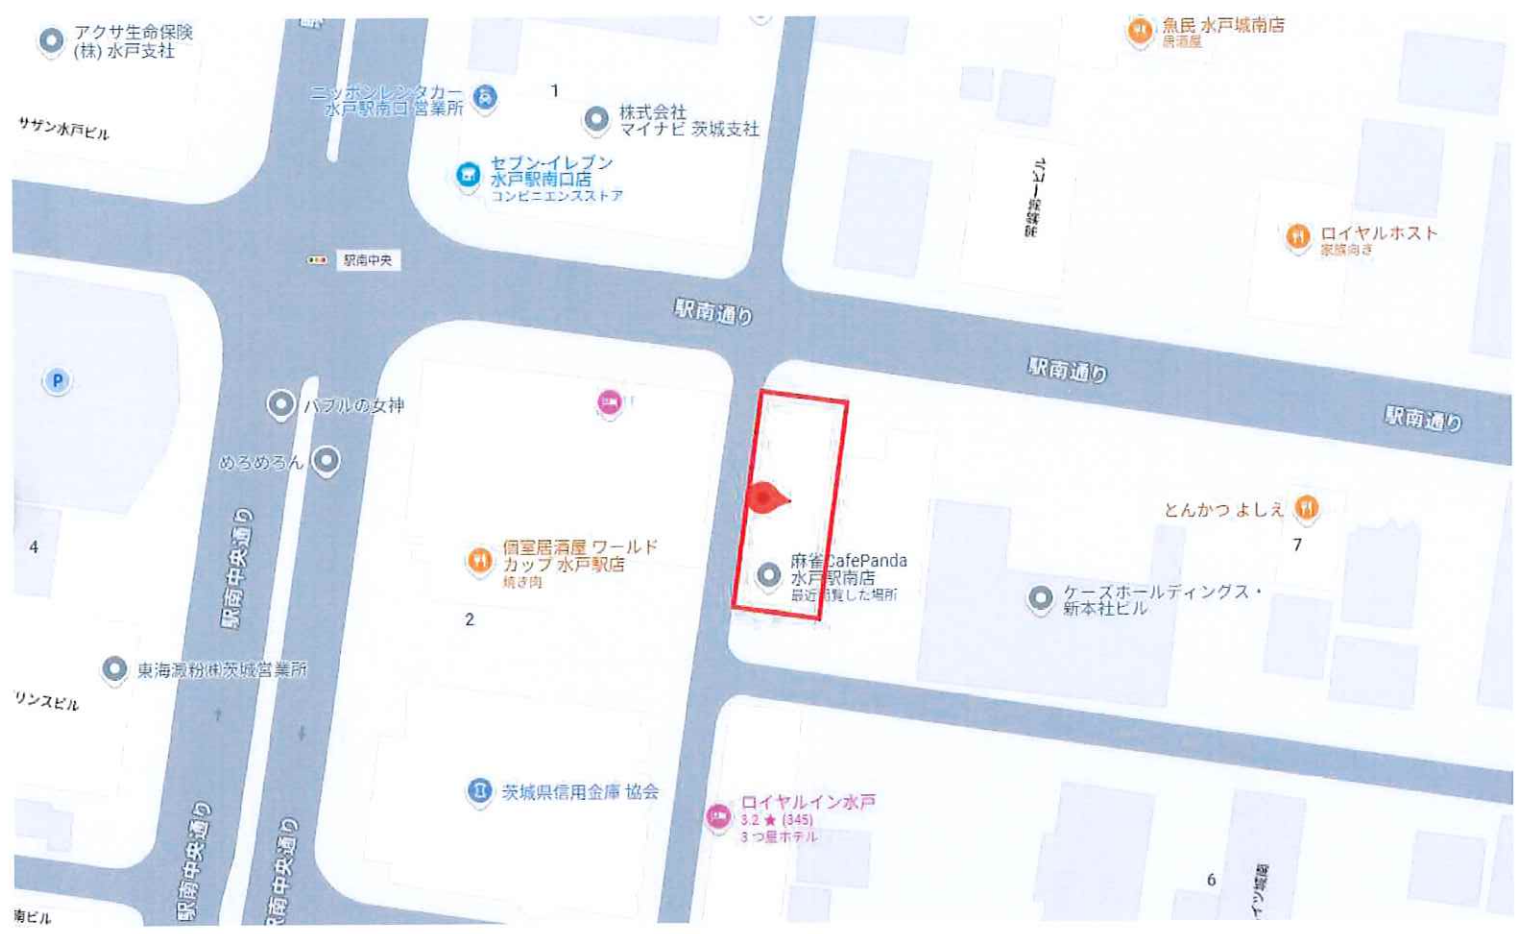 アクサ生命保険
(株) 水戸支社
魚民 水戸城南店
居酒屋
ニッポンレンタカー
水戸駅南口 営業所
1
株式会社
マイナビ 茨城支社
サザン水戸ビル
セブン-イレブン
水戸駅南口店
コンビニエンスストア
ロイヤルホスト
家族向き
駅南中央
駅南通り
駅南通り
駅南通り
P
バブルの女神
めろめろん
とんかつ よしえ
7
4
個室居酒屋 ワールド
カップ 水戸駅店
焼き肉
麻雀CafePanda
水戸駅南店
最近閲覧した場所
ケーズホールディングス・
新本社ビル
駅南中央通り
2
東海澱粉㈱茨城営業所
リンスビル
茨城県信用金庫 協会
ロイヤルイン水戸
3.2 ★ (345)
3 つ星ホテル
駅南中央通り
駅南中央通り
6
南ビル